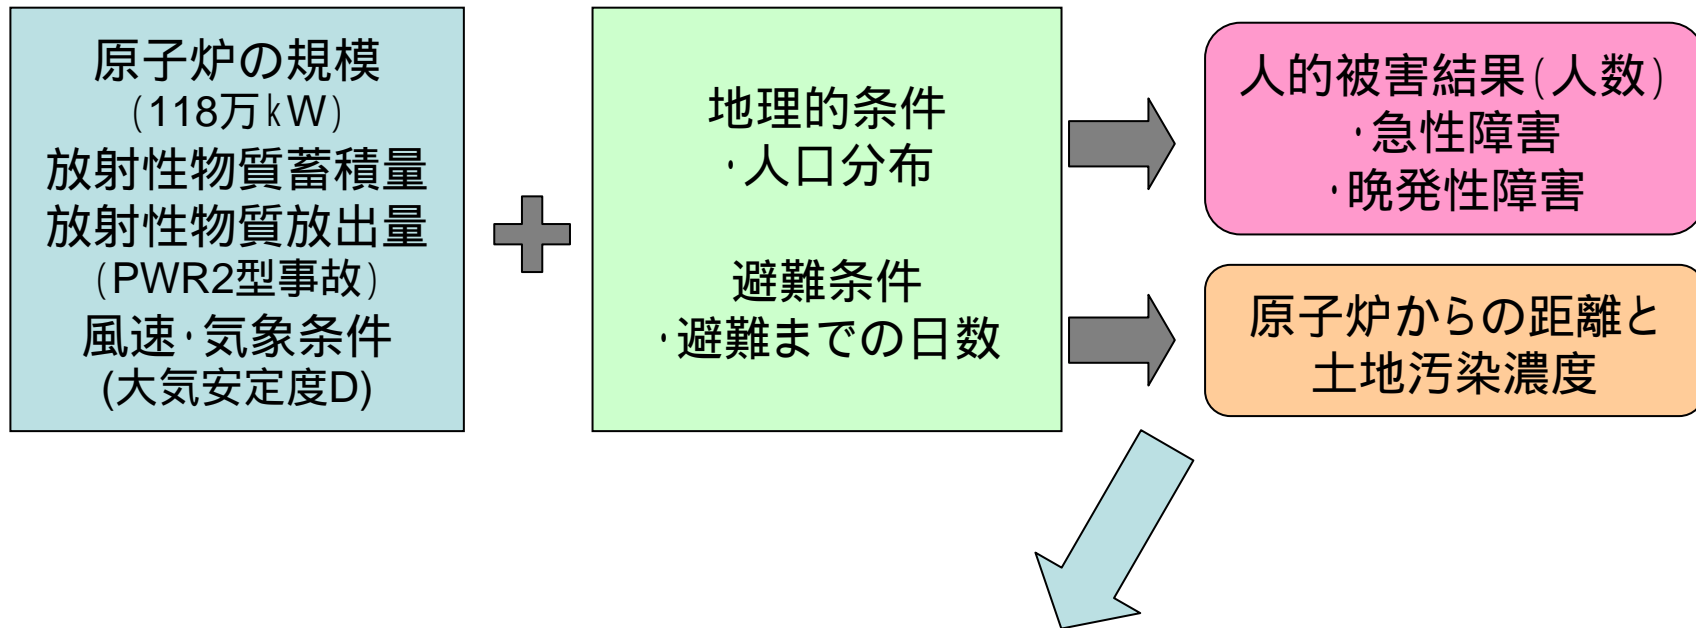 原子炉の規模
(118万kW)
放射性物質蓄積量
放射性物質放出量
(PWR2型事故)
風速・気象条件
(大気安定度D)
地理的条件
・人口分布
避難条件
・避難までの日数
人的被害結果(人数)
・急性障害
・晩発性障害
原子炉からの距離と
土地汚染濃度